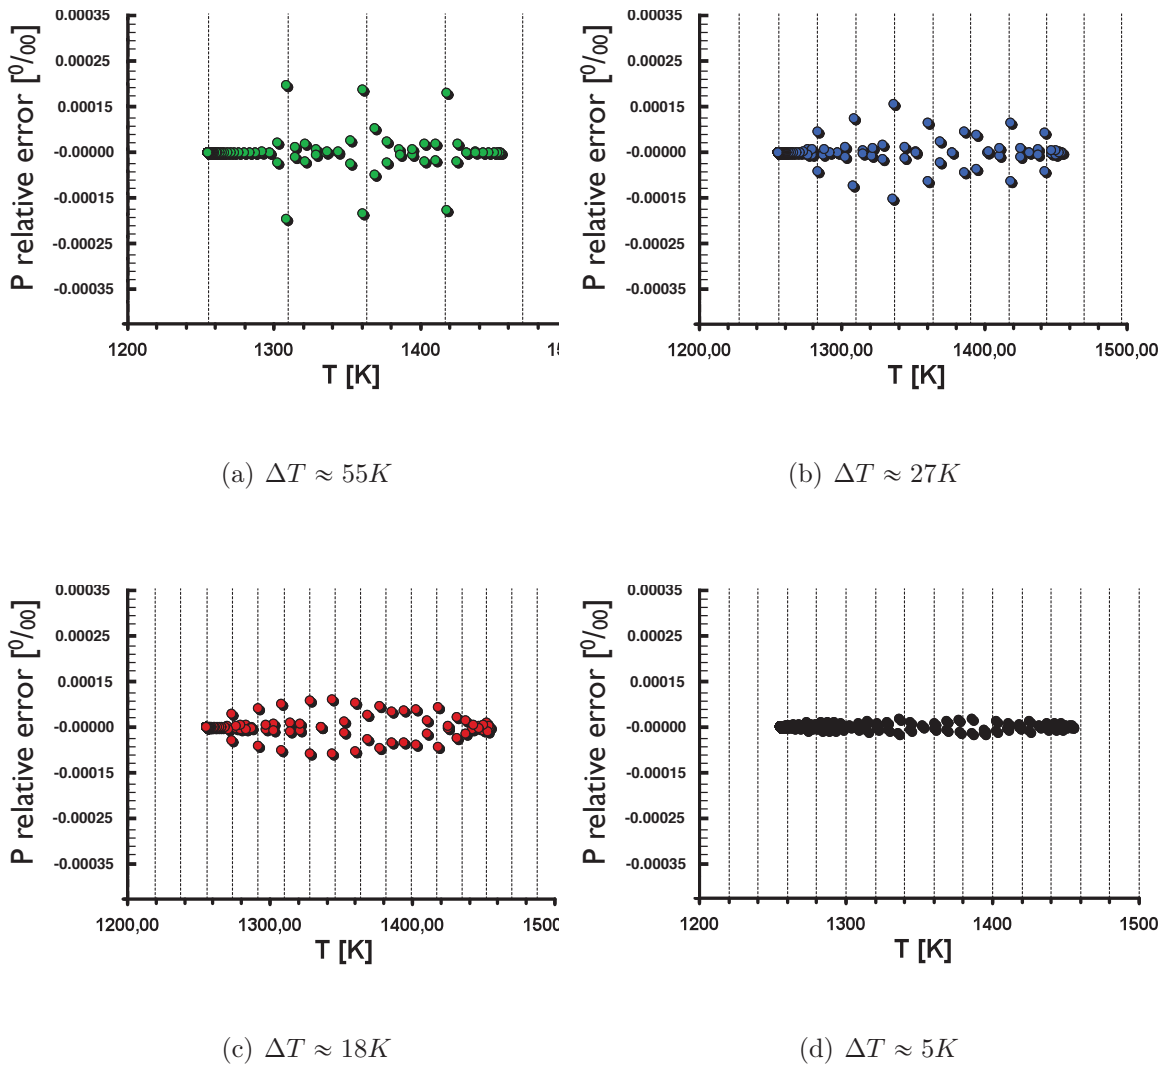 0.00035
0.00025
0.00015
-0.00000
-0.00015
-0.00025
-0.00035
P relative error [0/00]
1200 1300 1400
T [K]
(a) ΔT ≈ 55K
0.00035
0.00025
0.00015
-0.00000
-0.00015
-0.00025
-0.00035
P relative error [0/00]
1200,00 1300,00 1400,00 1500,00
T [K]
(b) ΔT ≈ 27K
0.00035
0.00025
0.00015
-0.00000
-0.00015
-0.00025
-0.00035
P relative error [0/00]
1200,00 1300,00 1400,00 1500
T [K]
(c) ΔT ≈ 18K
0.00035
0.00025
0.00015
-0.00000
-0.00015
-0.00025
-0.00035
P relative error [0/00]
1200 1300 1400 1500
T [K]
(d) ΔT ≈ 5K